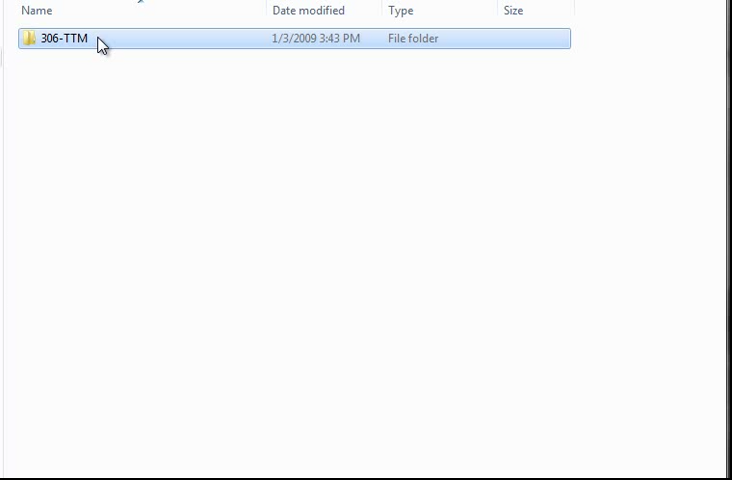 Name Date modified Type Size
306-TTM 1/3/2009 3:43 PM File folder